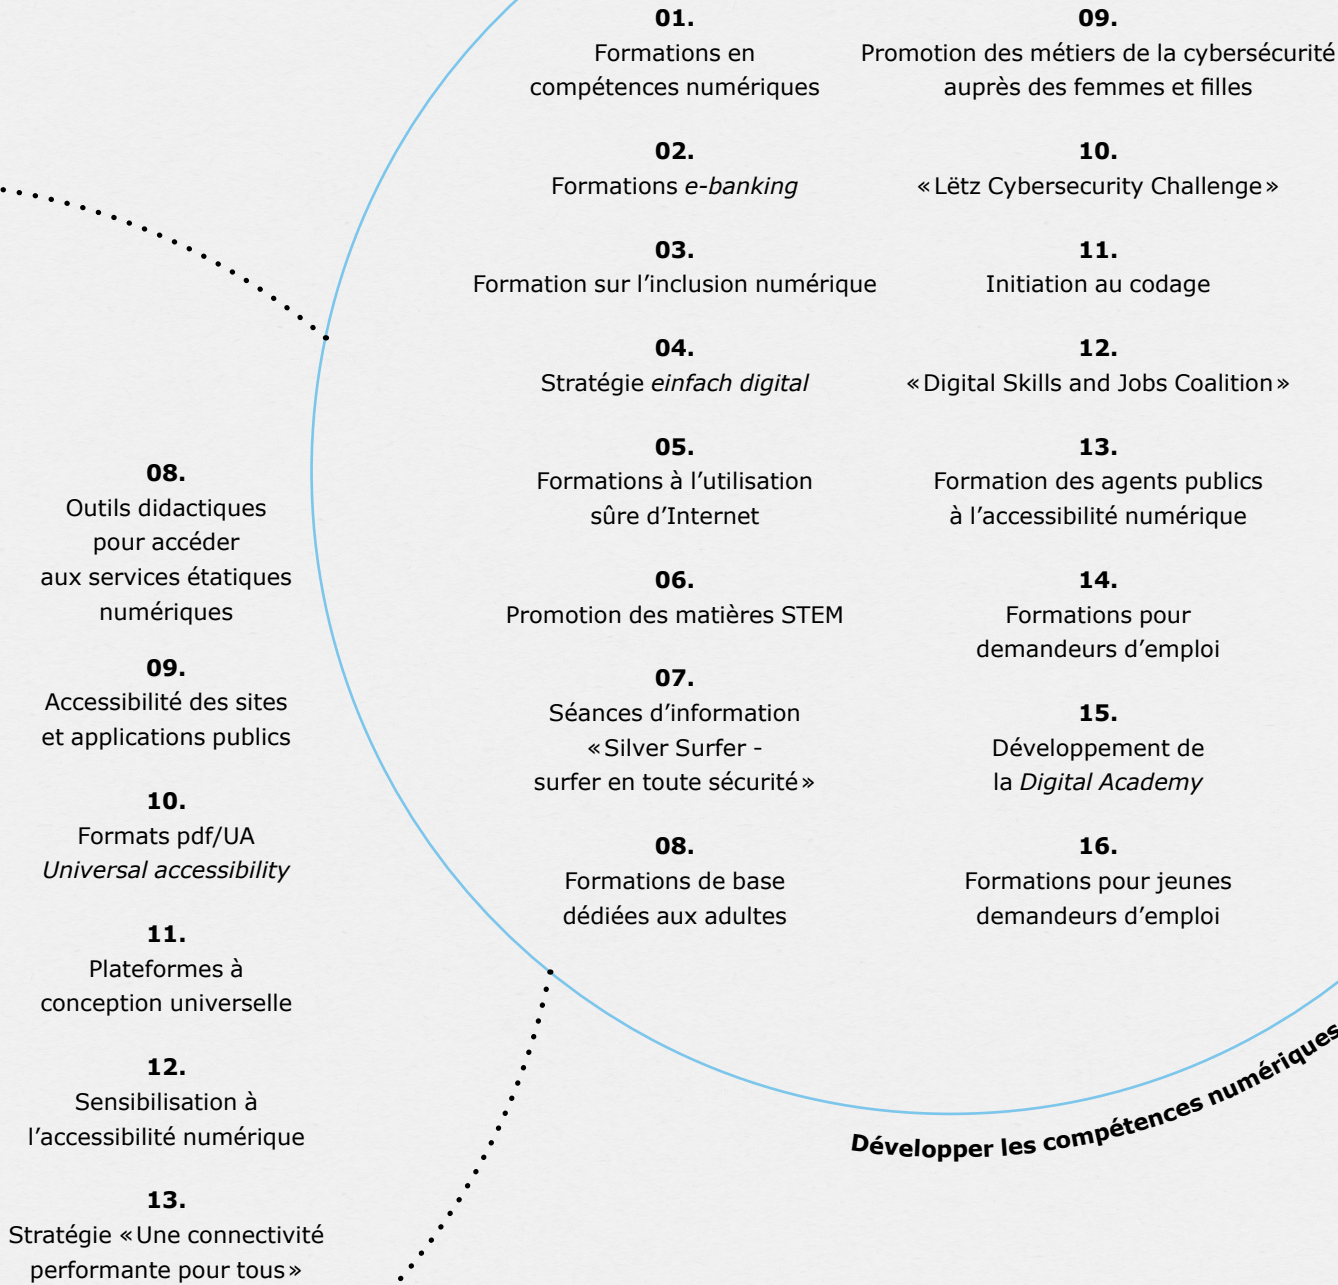 01.
Formations en
compétences numériques
02.
Formations e-banking
03.
Formation sur l’inclusion numérique
04.
Stratégie einfach digital
05.
Formations à l’utilisation
sûre d’Internet
06.
Promotion des matières STEM
07.
Séances d’information
«Silver Surfer -
surfer en toute sécurité»
08.
Formations de base
dédiées aux adultes
09.
Promotion des métiers de la cybersécurité
auprès des femmes et filles
10.
«Lëtz Cybersecurity Challenge»
11.
Initiation au codage
12.
«Digital Skills and Jobs Coalition»
13.
Formation des agents publics
à l’accessibilité numérique
14.
Formations pour
demandeurs d’emploi
15.
Développement de
la Digital Academy
16.
Formations pour jeunes
demandeurs d’emploi
Développer les compétences numériques
08.
Outils didactiques
pour accéder
aux services étatiques
numériques
09.
Accessibilité des sites
et applications publics
10.
Formats pdf/UA
Universal accessibility
11.
Plateformes à
conception universelle
12.
Sensibilisation à
l’accessibilité numérique
13.
Stratégie «Une connectivité
performante pour tous»